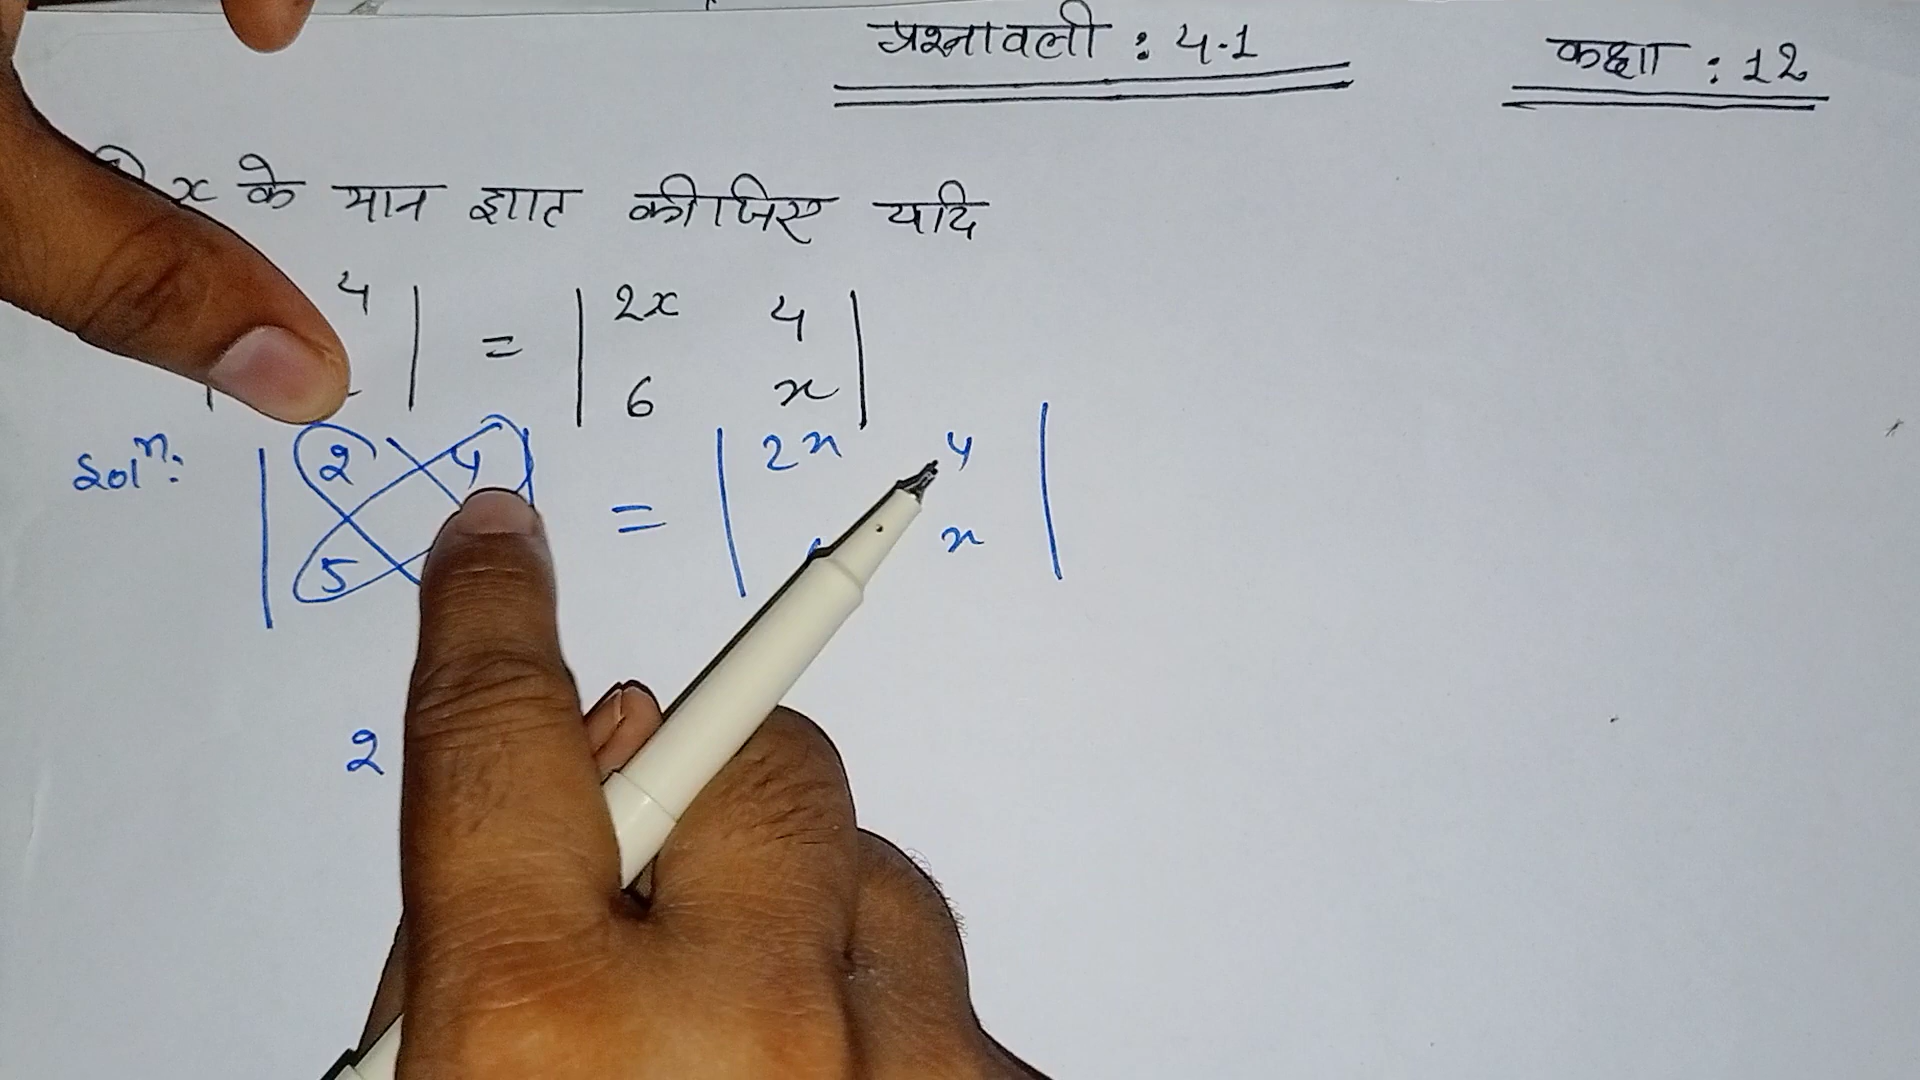 प्रश्नावली : 4.1
कक्षा : 12
x के मान ज्ञात कीजिए यदि
4 | = | 2x 4 |
6 x |
Solⁿ: | 2 4 | = | 2x 4 |
5 x
2